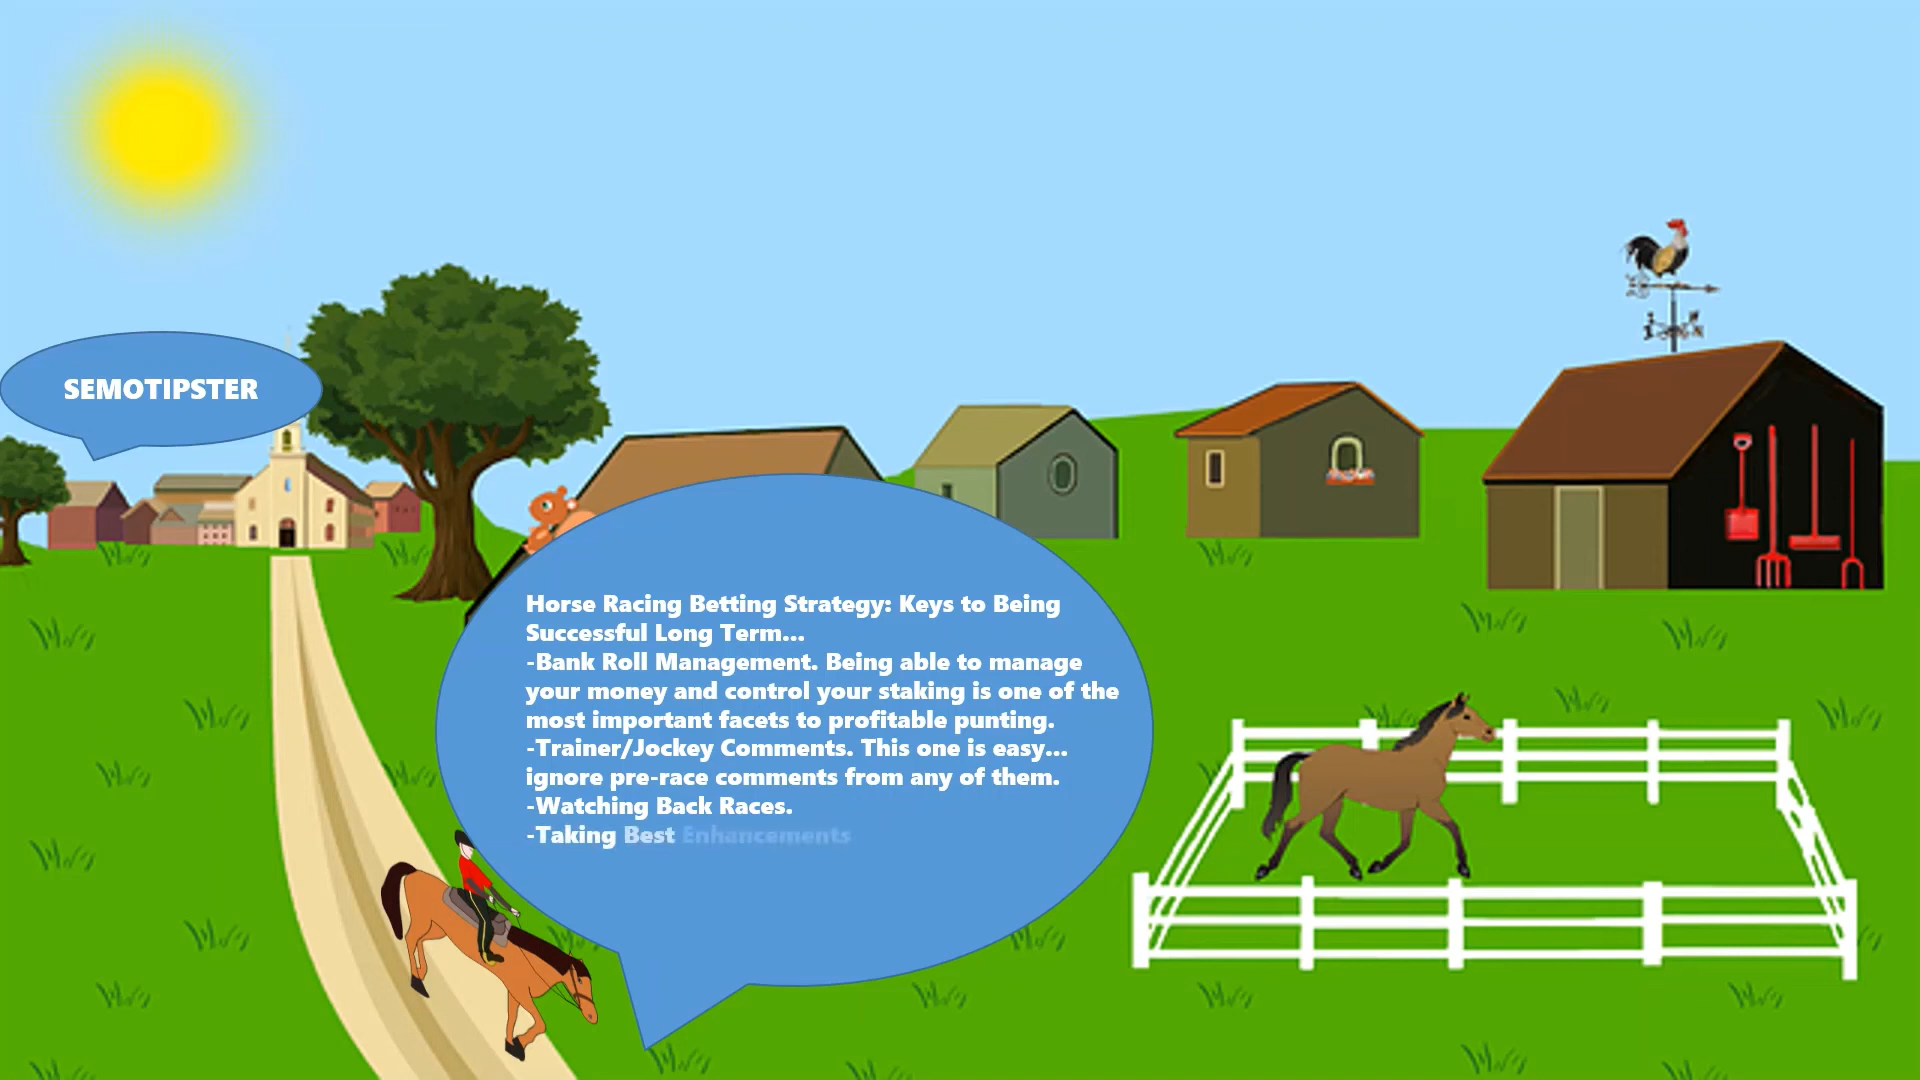 SEMOTIPSTER
Horse Racing Betting Strategy: Keys to Being
Successful Long Term...
-Bank Roll Management. Being able to manage
your money and control your staking is one of the
most important facets to profitable punting.
-Trainer/Jockey Comments. This one is easy...
ignore pre-race comments from any of them.
-Watching Back Races.
-Taking Best Enhancements